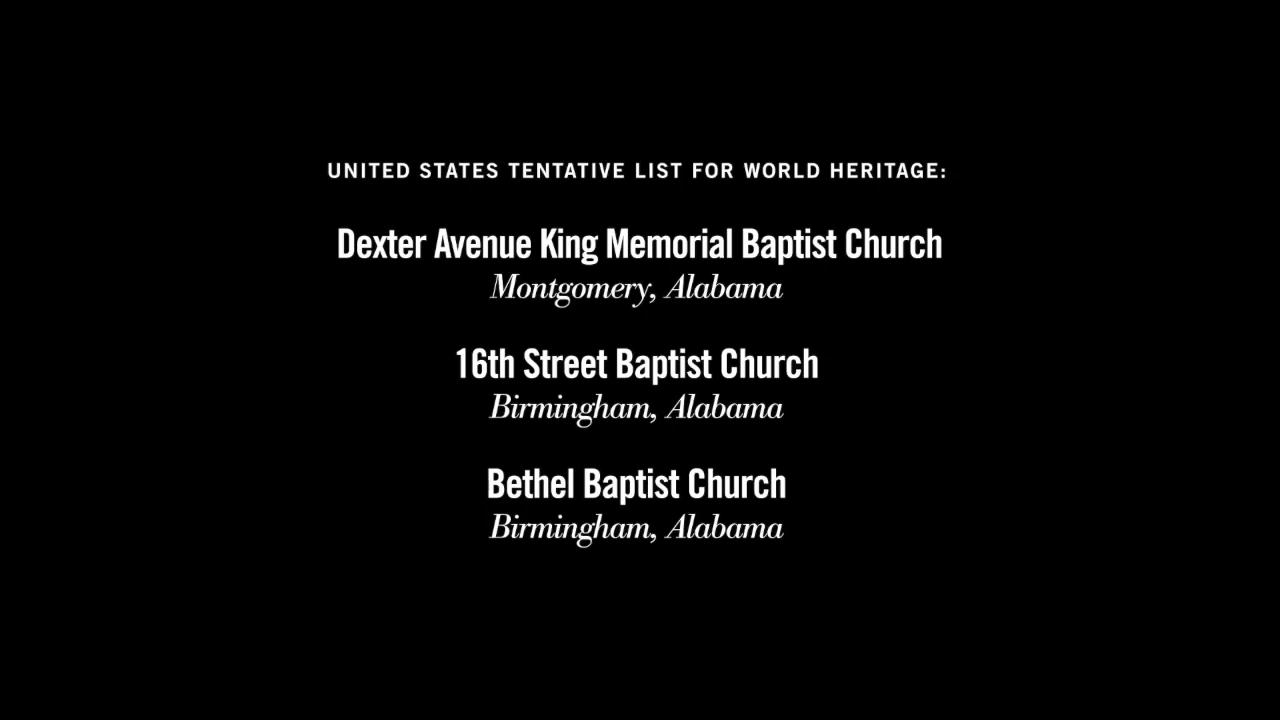 UNITED STATES TENTATIVE LIST FOR WORLD HERITAGE:
Dexter Avenue King Memorial Baptist Church
Montgomery, Alabama
16th Street Baptist Church
Birmingham, Alabama
Bethel Baptist Church
Birmingham, Alabama